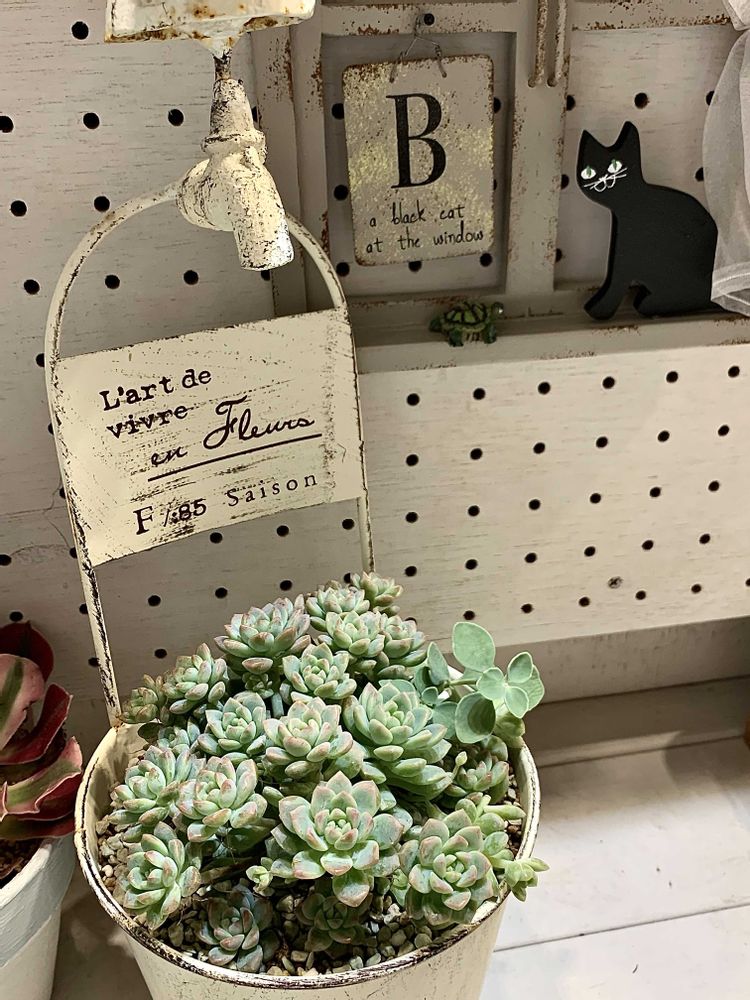 B
a black cat
at the window
L'art de
vivre
en Fleurs
F /:85 Saison